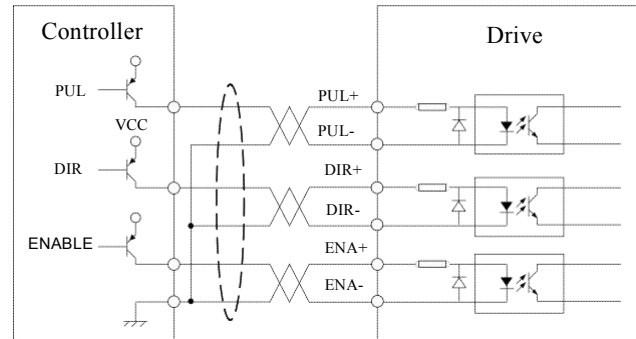 Controller
Drive
PUL
PUL+
PUL-
VCC
DIR
DIR+
DIR-
ENABLE
ENA+
ENA-